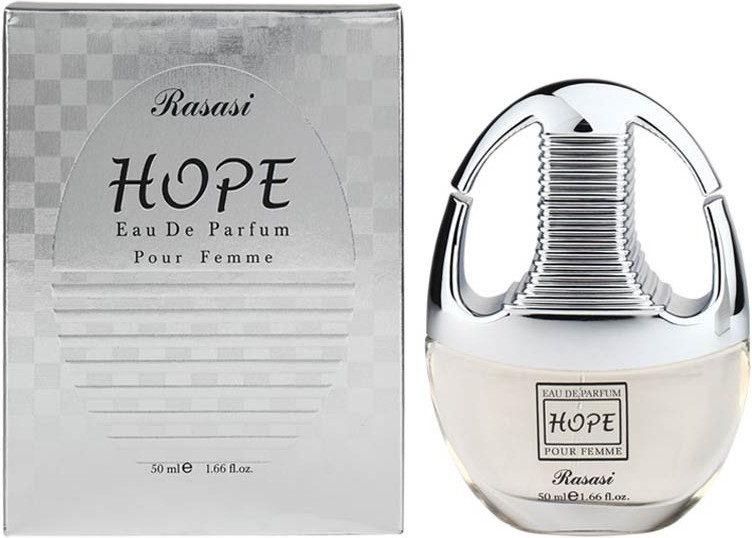 Rasasi
HOPE
Eau De Parfum
Pour Femme
50 ml e 1.66 fl.oz.
EAU DE PARFUM
HOPE
POUR FEMME
Rasasi
50 ml e 1.66 fl.oz.